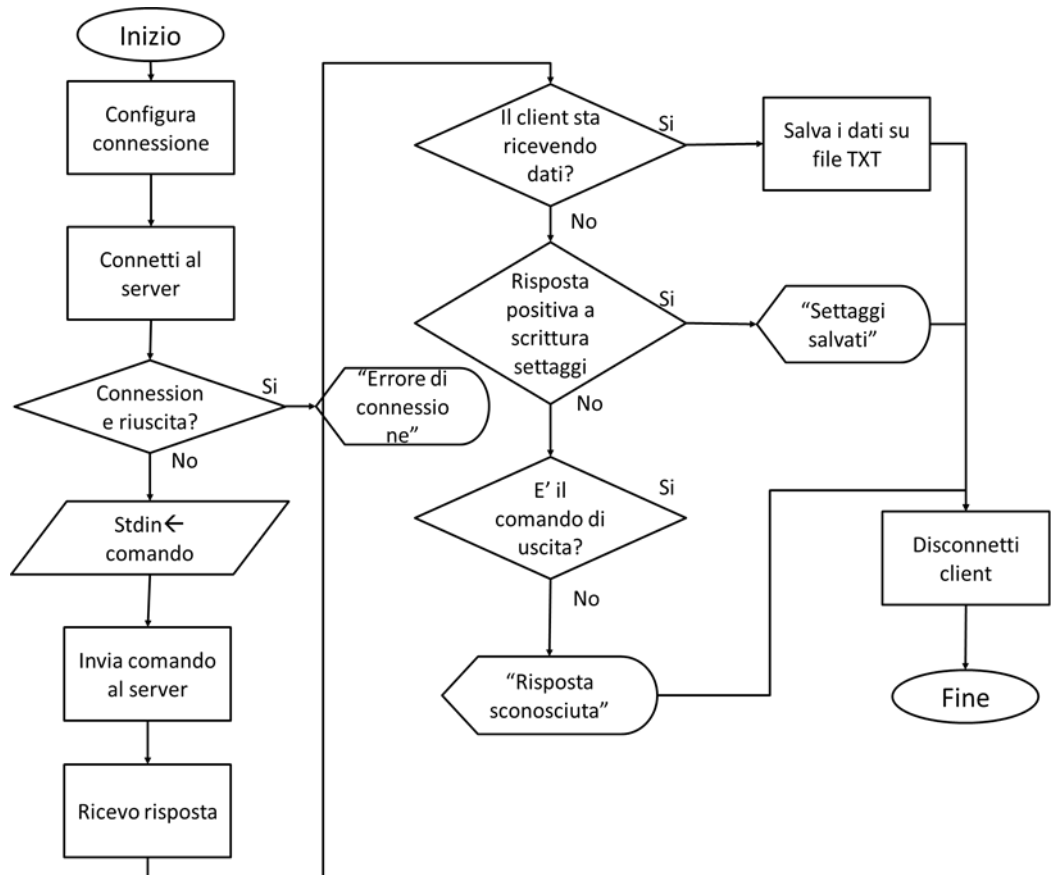 Inizio
Configura
connessione
Connetti al
server
Connession
e riuscita?
Si
No
"Errore di
connessio
ne"
Stdin←
comando
Invia comando
al server
Ricevo risposta
Il client sta
ricevendo
dati?
Si
No
Salva i dati su
file TXT
Risposta
positiva a
scrittura
settaggi
Si
No
“Settaggi
salvati”
E’ il
comando di
uscita?
Si
No
“Risposta
sconosciuta”
Disconnetti
client
Fine